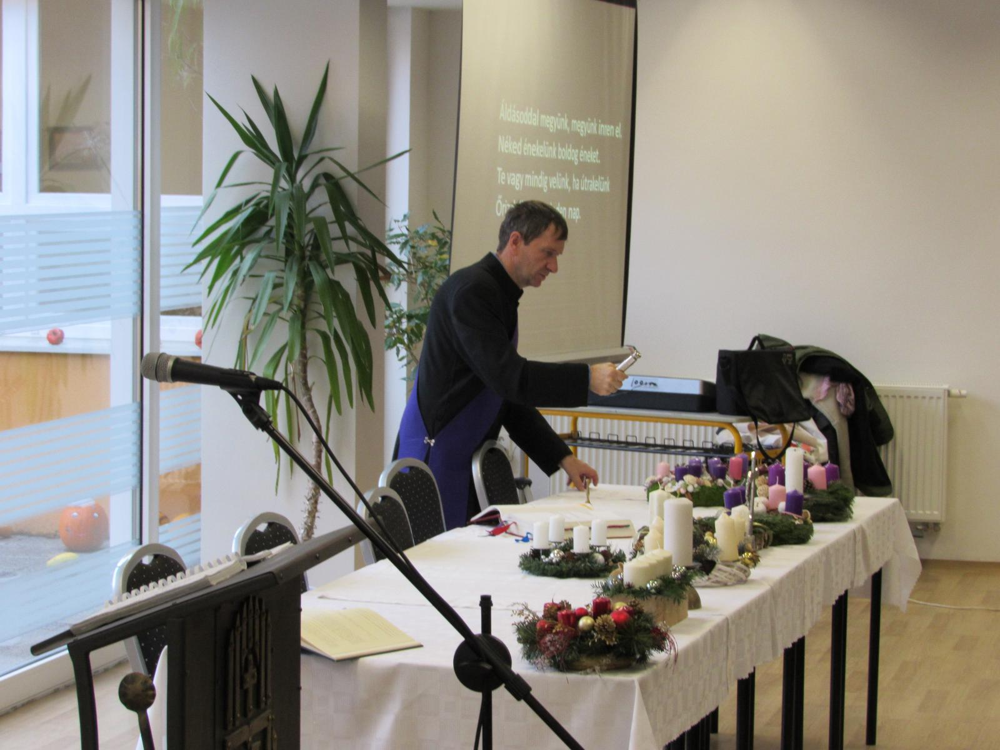 Áldásoddal megyünk, megyünk innen el.
Néked énekelünk boldog éneket.
Te vagy mindig velünk, ha útrakelünk
nap.